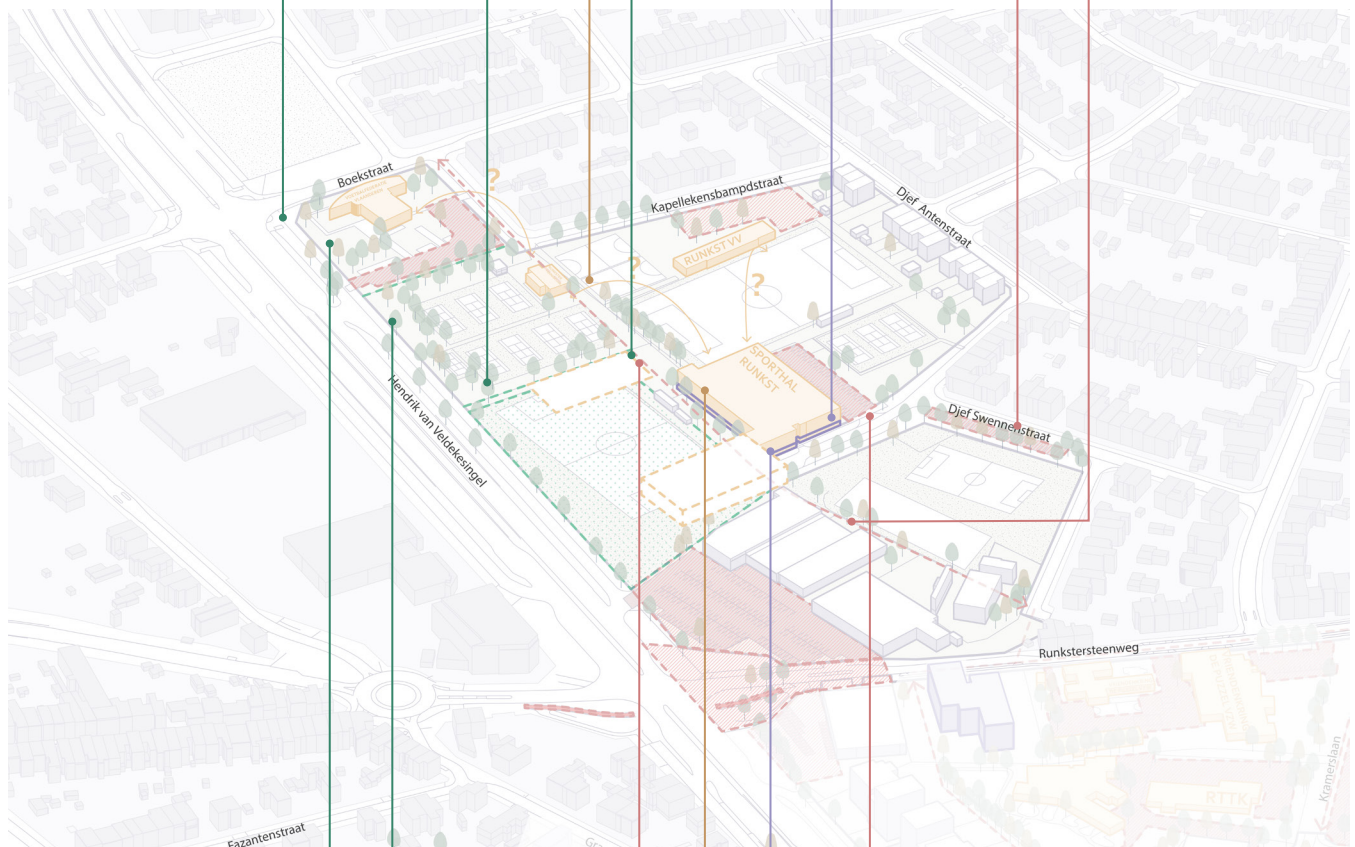 Boekstraat
?
Kapellekensbampdstraat
Djef Antenstraat
RUNKST VV
?
?
SPORTHAL
RUNKST
Hendrik van Veldekesingel
Djef Swennenstraat
Runkstersteenweg
Kramerslaan
RTTK
Fazantenstraat